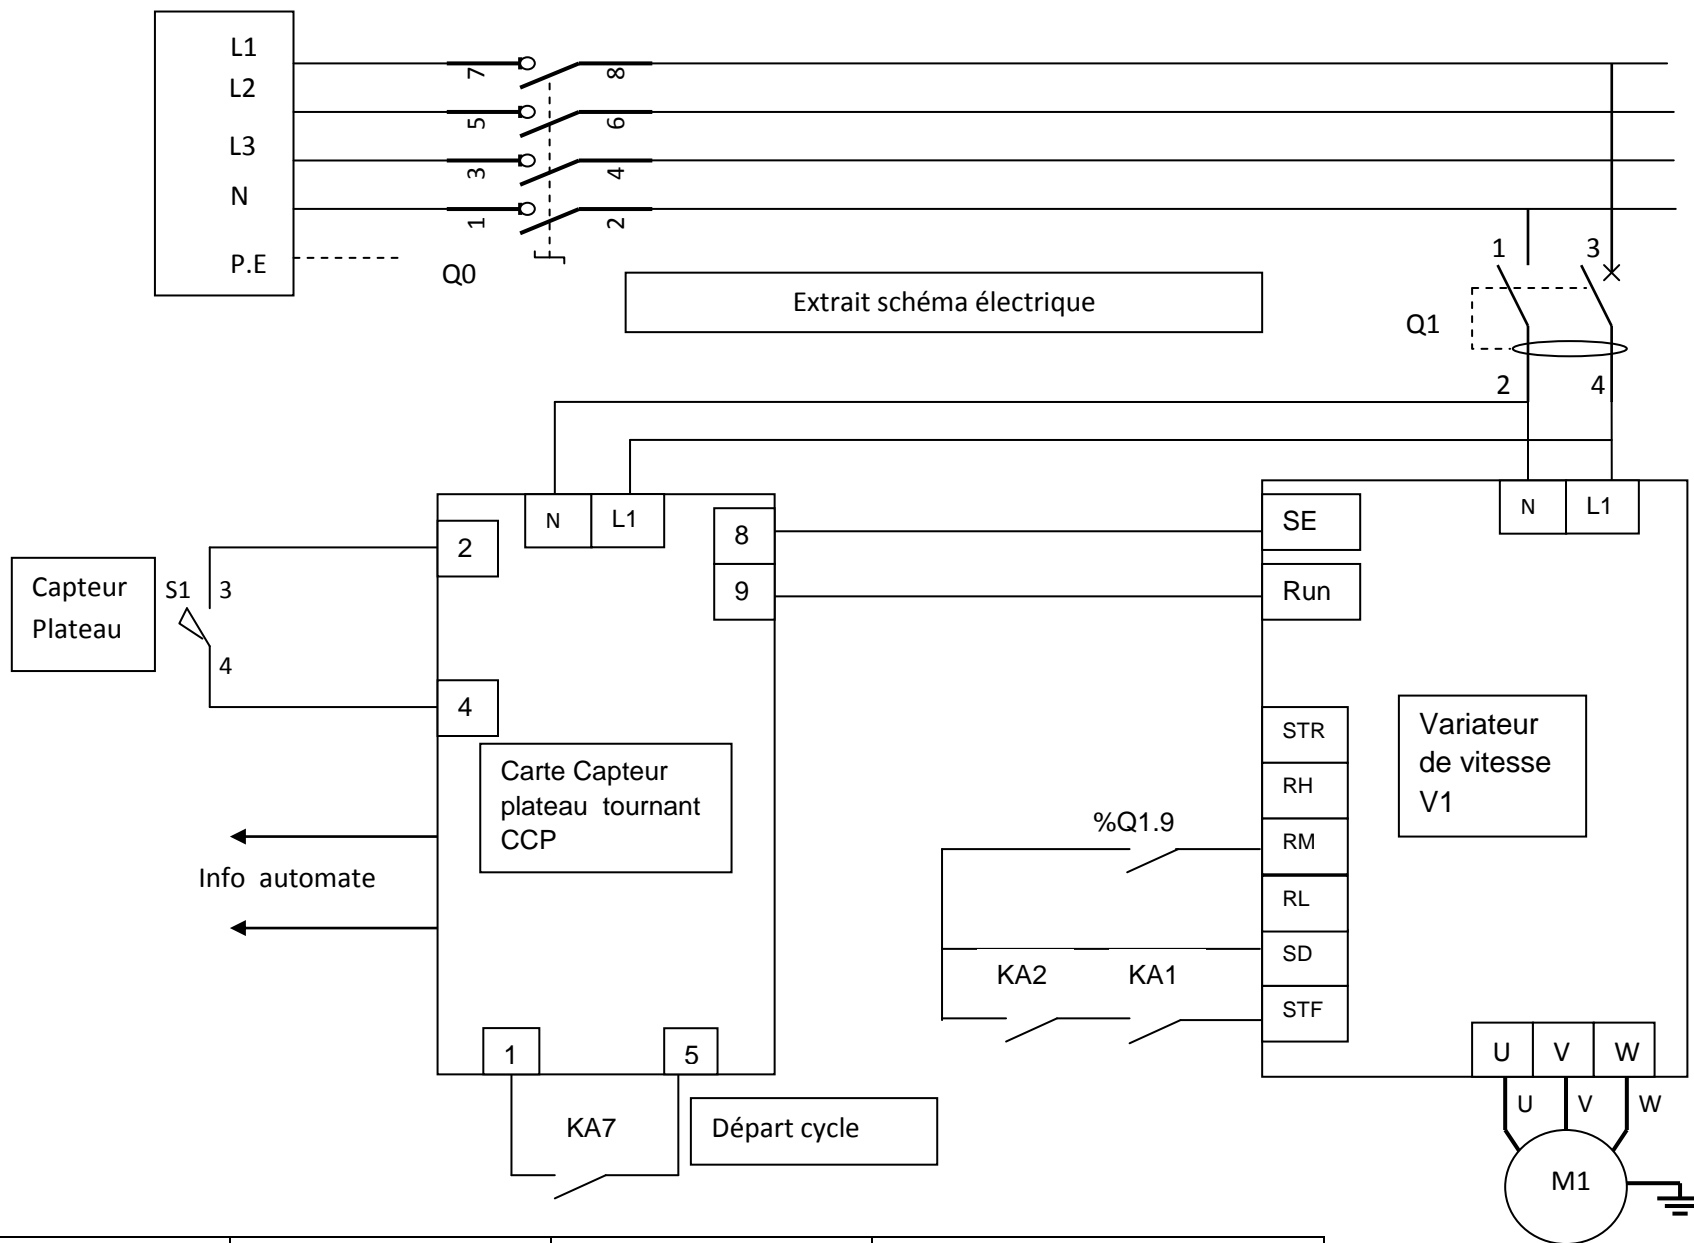 L1
7
8
L2
5
6
L3
3
4
N
1
2
P.E
Q0
Extrait schéma électrique
1
3
Q1
2
4
N
L1
8
SE
N
L1
2
9
Run
Capteur
Plateau
S1
3
4
4
Carte Capteur
plateau tournant
CCP
STR
RH
RM
RL
SD
STF
Variateur
de vitesse
V1
%Q1.9
Info automate
KA2
KA1
1
5
U
V
W
U
V
W
KA7
Départ cycle
M1